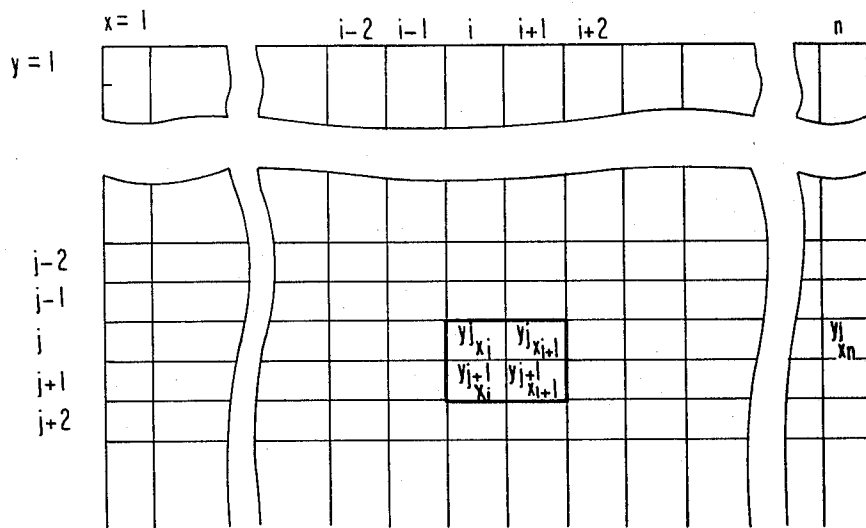 x = 1
i-2 i-1 i i+1 i+2 n
y = 1
j-2
j-1
j
yj xi yj xi+1 yj xn
j+1
yj+1 xi yj+1 xi+1
j+2